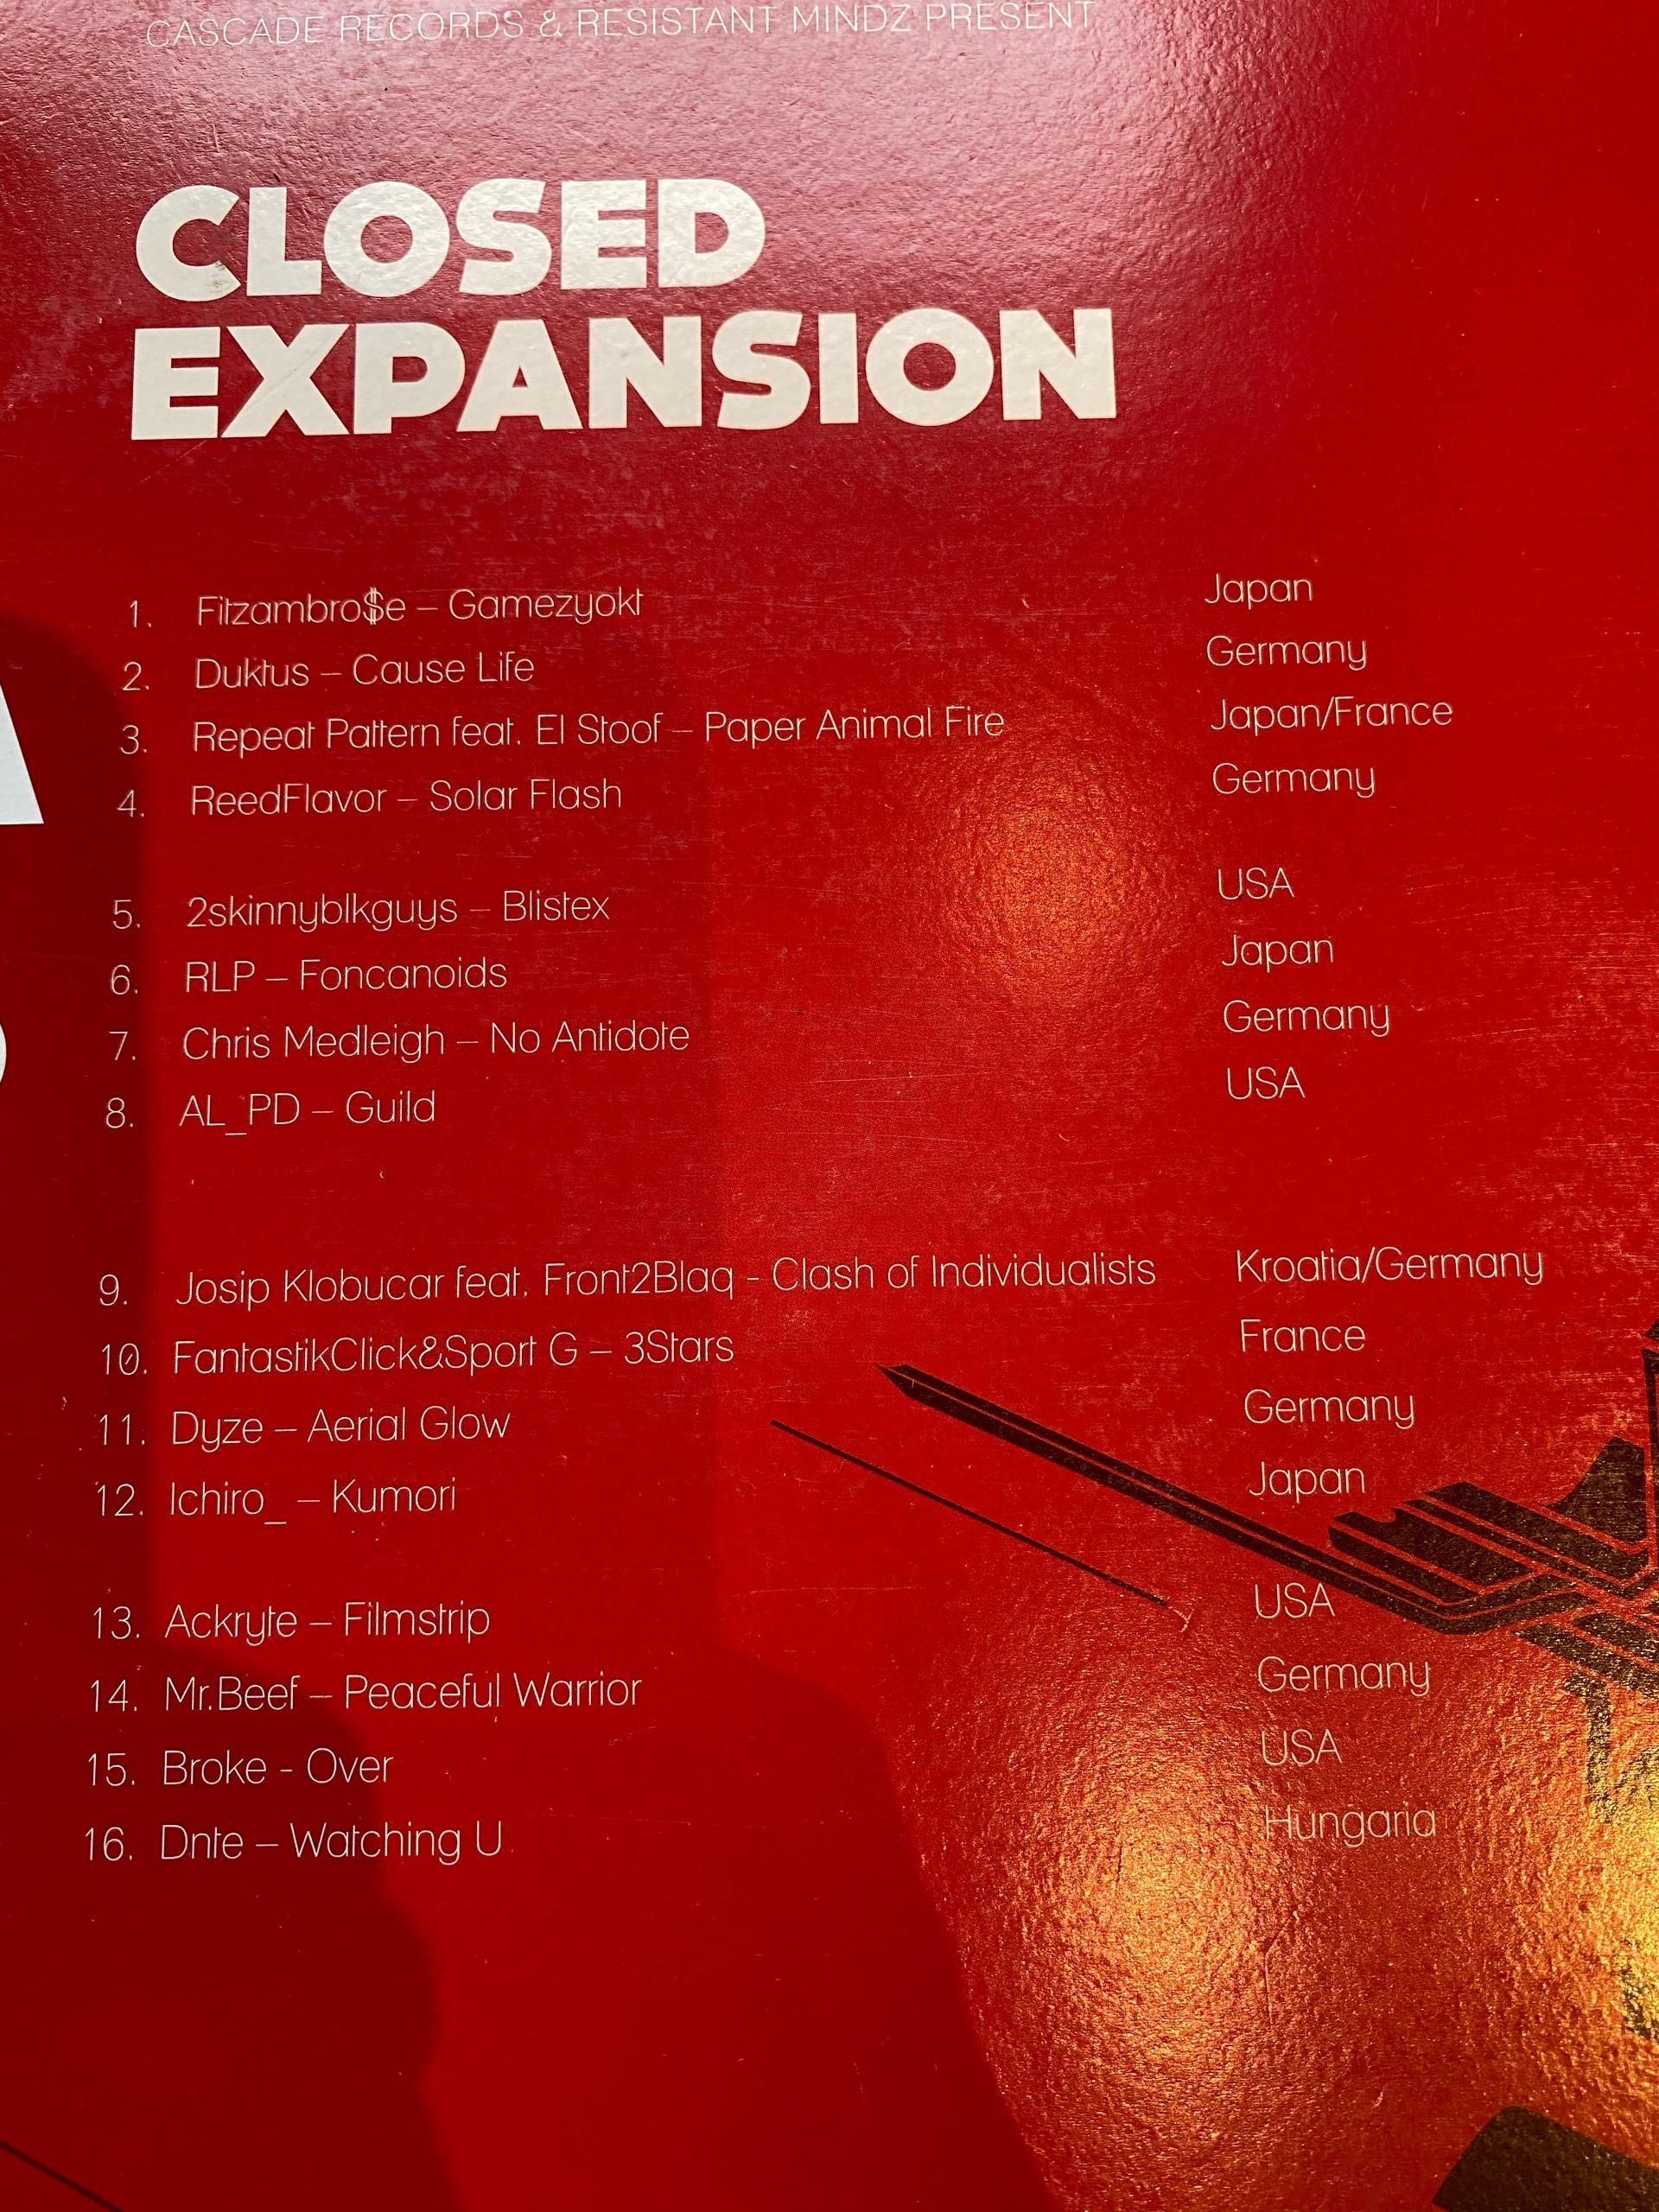 CASCADE RECORDS & RESISTANT MINDZ PRESENT
CLOSED
EXPANSION
1. Fitzambro$e – Gamezyokt Japan
2. Duktus – Cause Life Germany
3. Repeat Pattern feat. El Stoof – Paper Animal Fire Japan/France
4. ReedFlavor – Solar Flash Germany
5. 2skinnyblkguys – Blistex USA
6. RLP – Foncanoids Japan
7. Chris Medleigh – No Antidote Germany
8. AL_PD – Guild USA
9. Josip Klobucar feat. Front2Blaq - Clash of Individualists Kroatia/Germany
10. FantastikClick&Sport G – 3Stars France
11. Dyze – Aerial Glow Germany
12. Ichiro_ – Kumori Japan
13. Ackryte – Filmstrip USA
14. Mr.Beef – Peaceful Warrior Germany
15. Broke - Over USA
16. Dnte – Watching U Hungaria